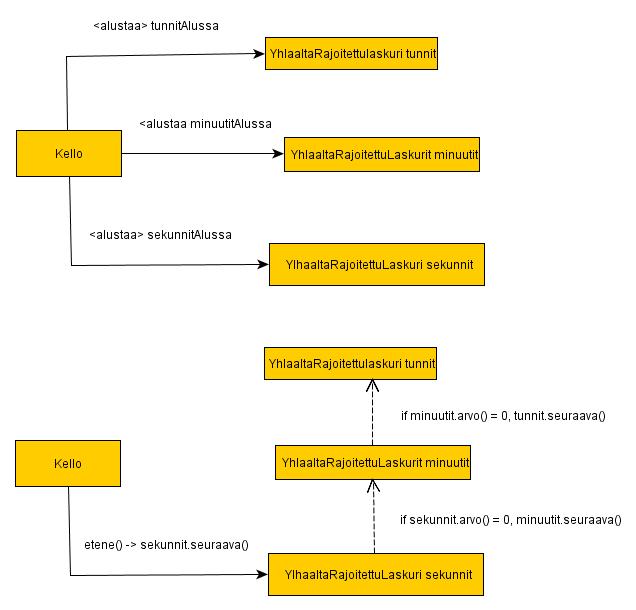 <alustaa> tunnitAlussa
YhlaaltaRajoitettulaskuri tunnit
<alustaa minuutitAlussa
Kello
YhlaaltaRajoitettuLaskurit minuutit
<alustaa> sekunnitAlussa
YlhaaltaRajoitettuLaskuri sekunnit
YhlaaltaRajoitettulaskuri tunnit
if minuutit.arvo() = 0, tunnit.seuraava()
Kello
YhlaaltaRajoitettuLaskurit minuutit
if sekunnit.arvo() = 0, minuutit.seuraava()
etene() -> sekunnit.seuraava()
YlhaaltaRajoitettuLaskuri sekunnit